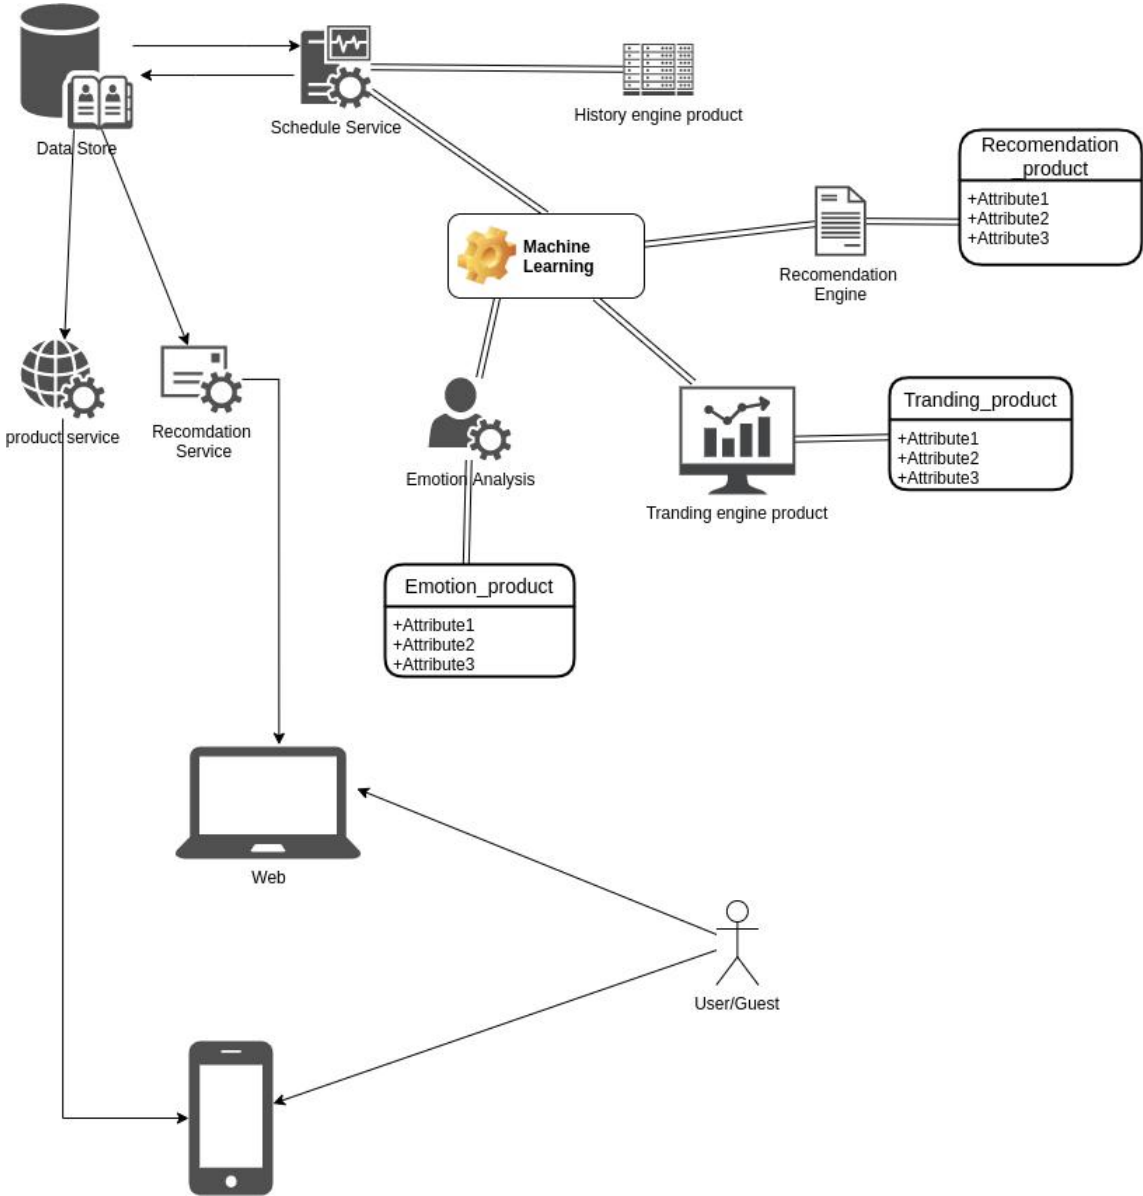 Data Store
Schedule Service
History engine product
Recomendation
_product
+Attribute1
+Attribute2
+Attribute3
Machine
Learning
Recomendation
Engine
product service
Recomdation
Service
Emotion Analysis
Tranding engine product
Tranding_product
+Attribute1
+Attribute2
+Attribute3
Emotion_product
+Attribute1
+Attribute2
+Attribute3
Web
User/Guest